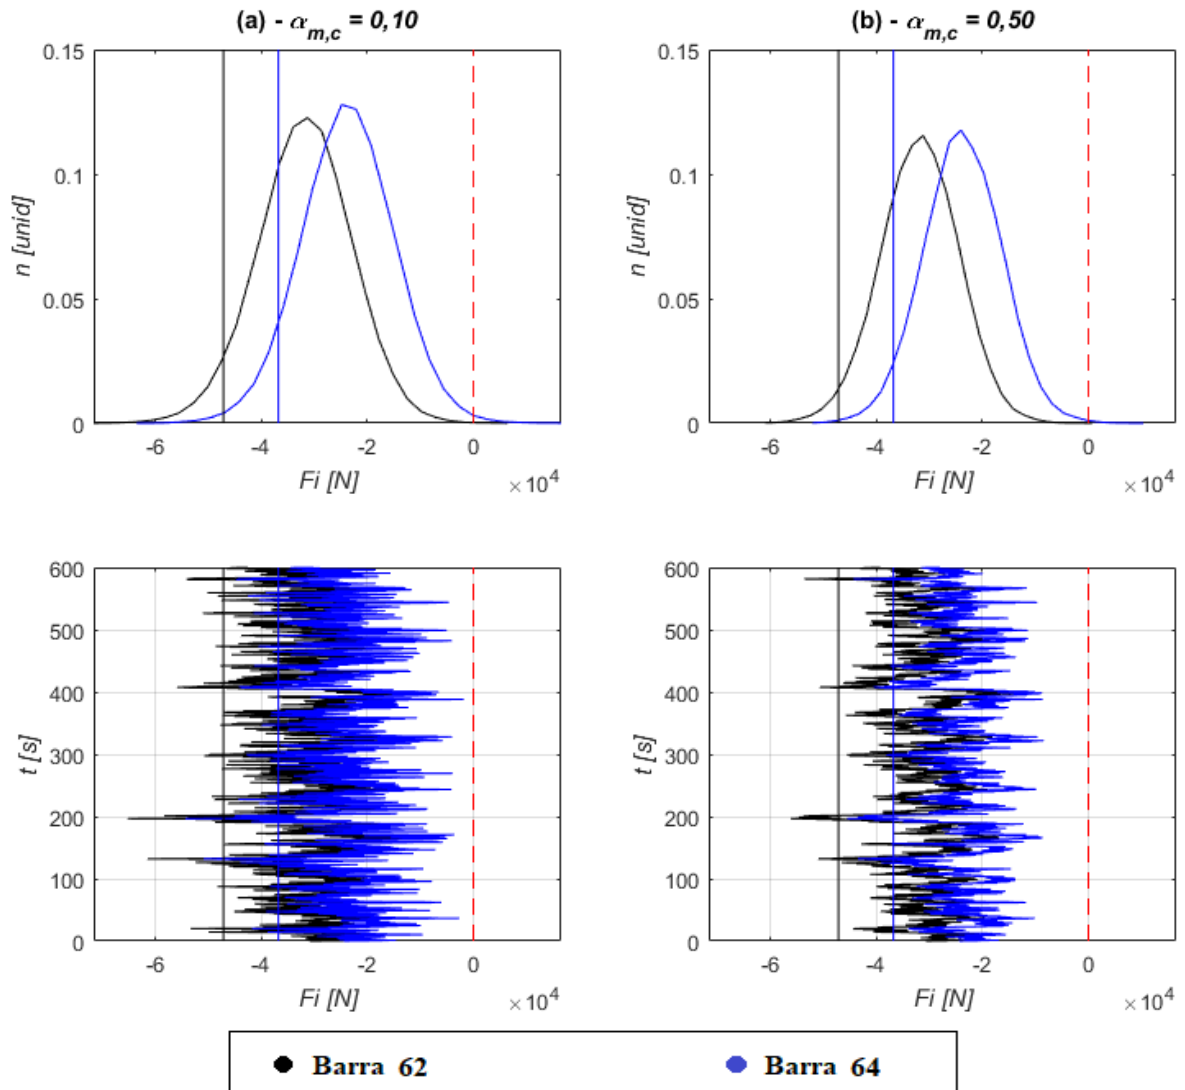 (a) - α_{m,c} = 0,10
0.15
0.1
0.05
0
n [unid]
-6 -4 -2 0
Fi [N]
×10^4
(b) - α_{m,c} = 0,50
0.15
0.1
0.05
0
n [unid]
-6 -4 -2 0
Fi [N]
×10^4
600
500
400
300
200
100
0
t [s]
-6 -4 -2 0
Fi [N]
×10^4
600
500
400
300
200
100
0
t [s]
-6 -4 -2 0
Fi [N]
×10^4
Barra 62 Barra 64